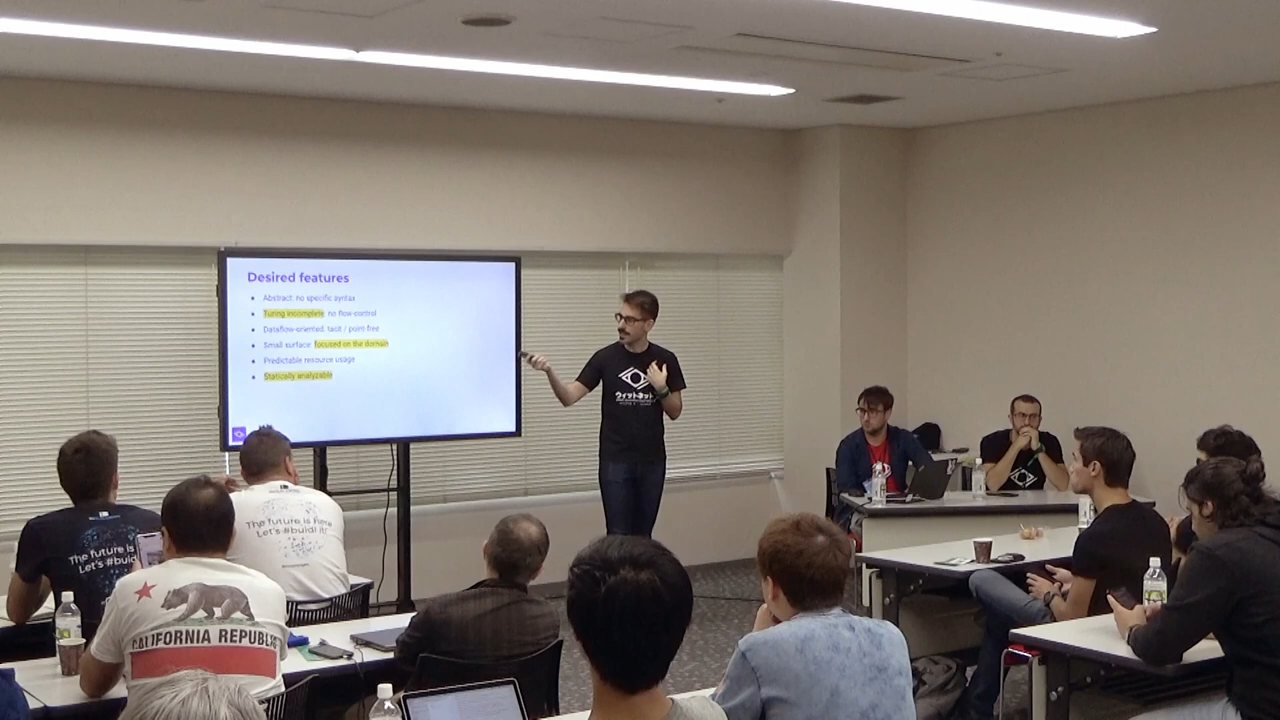 Desired features
Abstract: no specific syntax
Turing incomplete: no flow-control
Dataflow-oriented: tacit / point free
Small surface: focused on the domain
Predictable resource usage
Statically analyzable
ウィットネット
The future is
Let's #buidl
The future is here
Let's #buidl it!
CALIFORNIA REPUBLIC